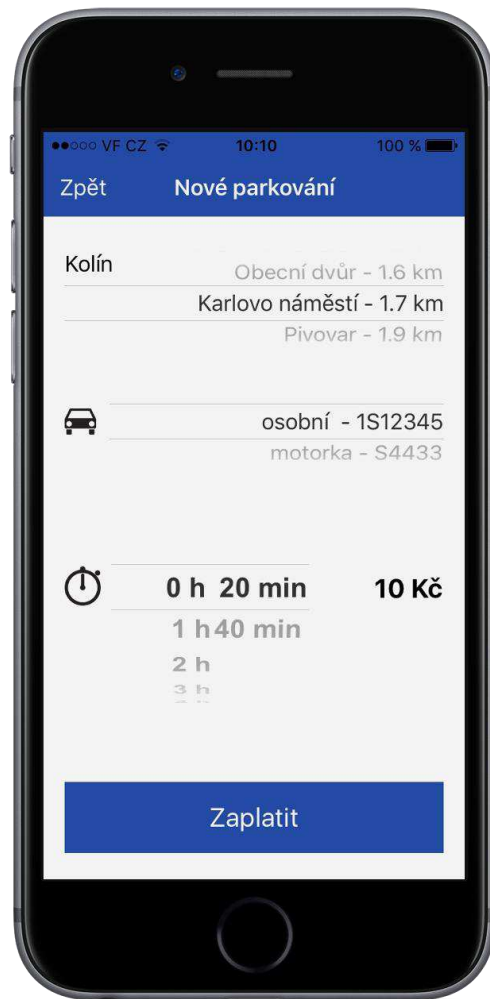 ●●○○○ VF CZ 10:10 100 %
Zpět Nové parkování
Kolín Obecní dvůr - 1.6 km
Karlovo náměstí - 1.7 km
Pivovar - 1.9 km
osobní - 1S12345
motorka - S4433
0 h 20 min 10 Kč
1 h 40 min
2 h
3 h
Zaplatit